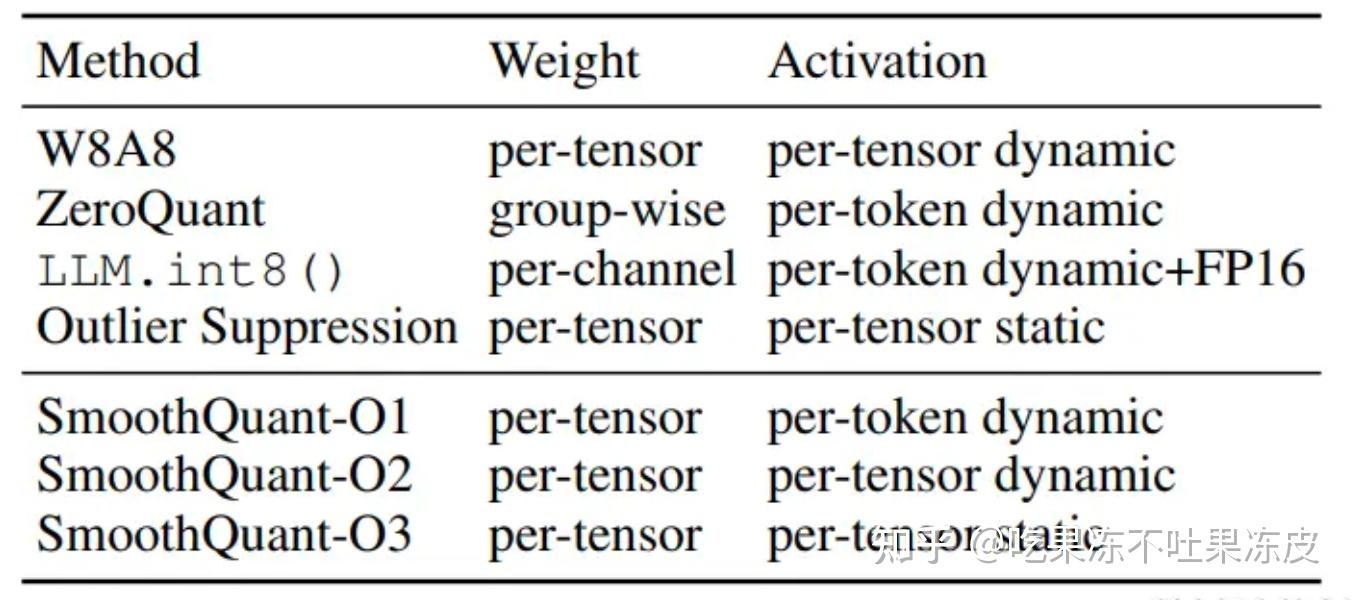 Method Weight Activation
W8A8 per-tensor per-tensor dynamic
ZeroQuant group-wise per-token dynamic
LLM.int8() per-channel per-token dynamic+FP16
Outlier Suppression per-tensor per-tensor static
SmoothQuant-O1 per-tensor per-token dynamic
SmoothQuant-O2 per-tensor per-tensor dynamic
SmoothQuant-O3 per-tensor per-tensor static
知乎 @吃果冻不吐果冻皮